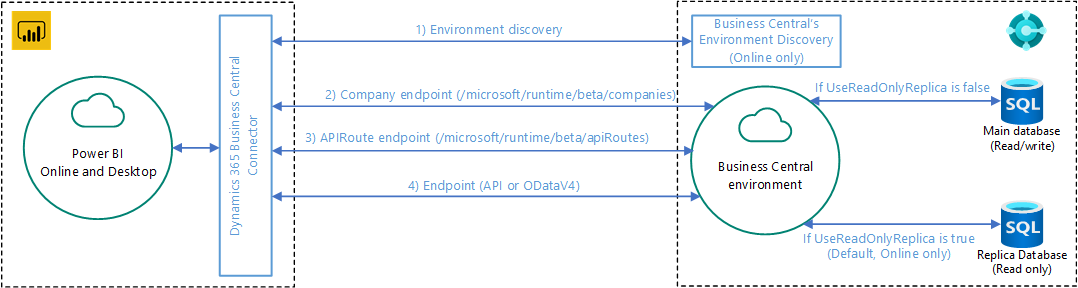 Power BI
Online and Desktop
Dynamics 365 Business Central
Connector
1) Environment discovery
2) Company endpoint (/microsoft/runtime/beta/companies)
3) APIRoute endpoint (/microsoft/runtime/beta/apiRoutes)
4) Endpoint (API or ODataV4)
Business Central's
Environment Discovery
(Online only)
Business Central
environment
If UseReadOnlyReplica is false
SQL
Main database
(Read/write)
If UseReadOnlyReplica is true
(Default, Online only)
SQL
Replica Database
(Read only)